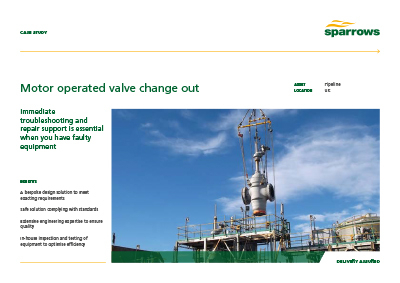 CASE STUDY
sparrows
Motor operated valve change out
ASSET Pipeline
LOCATION UK
Immediate
troubleshooting and
repair support is essential
when you have faulty
equipment
BENEFITS
A bespoke design solution to meet
exacting requirements
Safe solution complying with standards
Extensive engineering expertise to ensure
quality
In-house inspection and testing of
equipment to optimise efficiency
DELIVERY ASSURED